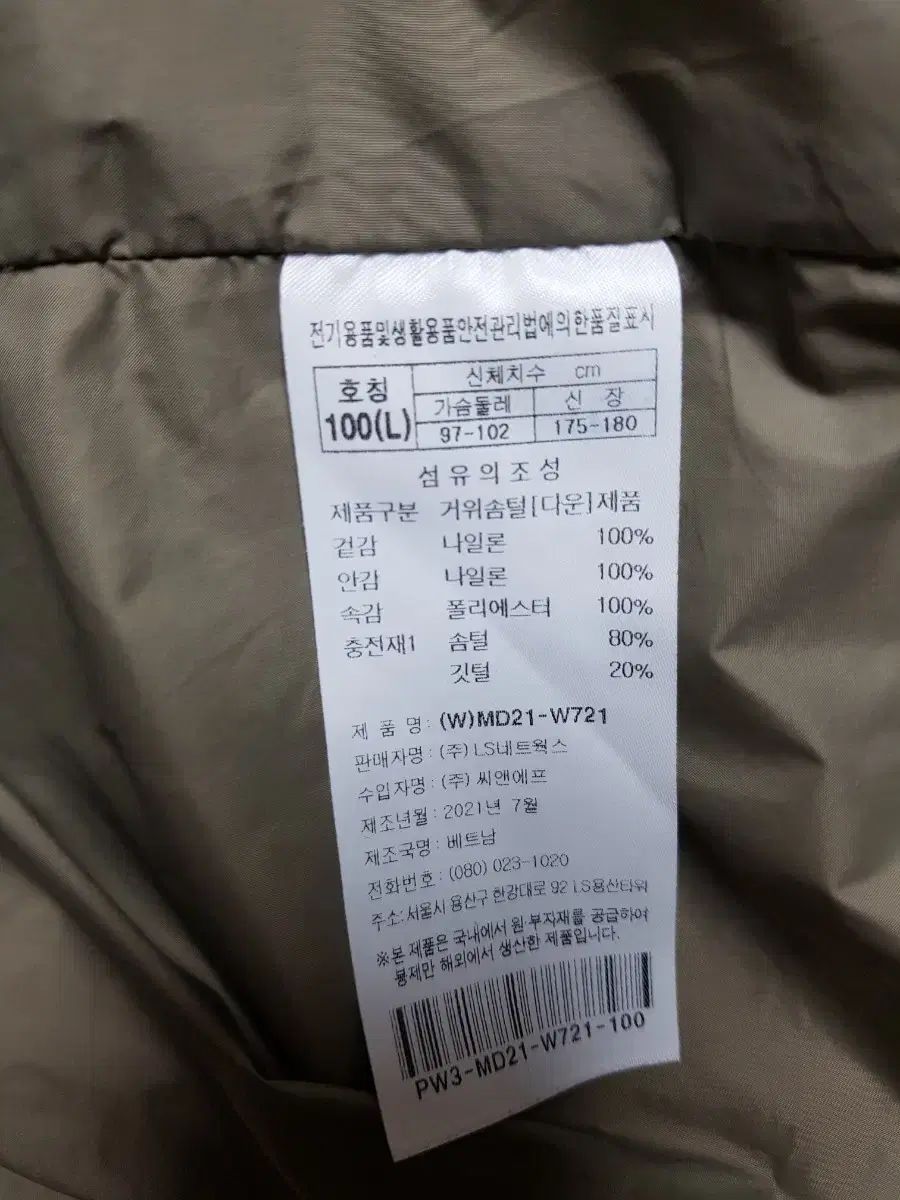 전기용품및생활용품안전관리법에의한품질표시
호칭 신체치수 cm
100(L) 가슴둘레 신 장
97-102 175-180
섬유의조성
제품구분 거위솜털[다운]제품
겉감 나일론 100%
안감 나일론 100%
속감 폴리에스터 100%
충전재1 솜털 80%
깃털 20%
제 품 명: (W)MD21-W721
판매자명: (주) LS네트웍스
수입자명: (주) 씨앤에프
제조년월: 2021년 7월
제조국명: 베트남
전화번호: (080) 023-1020
주소:서울시 용산구 한강대로 92 LS용산타워
※본 제품은 국내에서 원·부자재를 공급하여
봉제만 해외에서 생산한 제품입니다.
PW3-MD21-W721-100